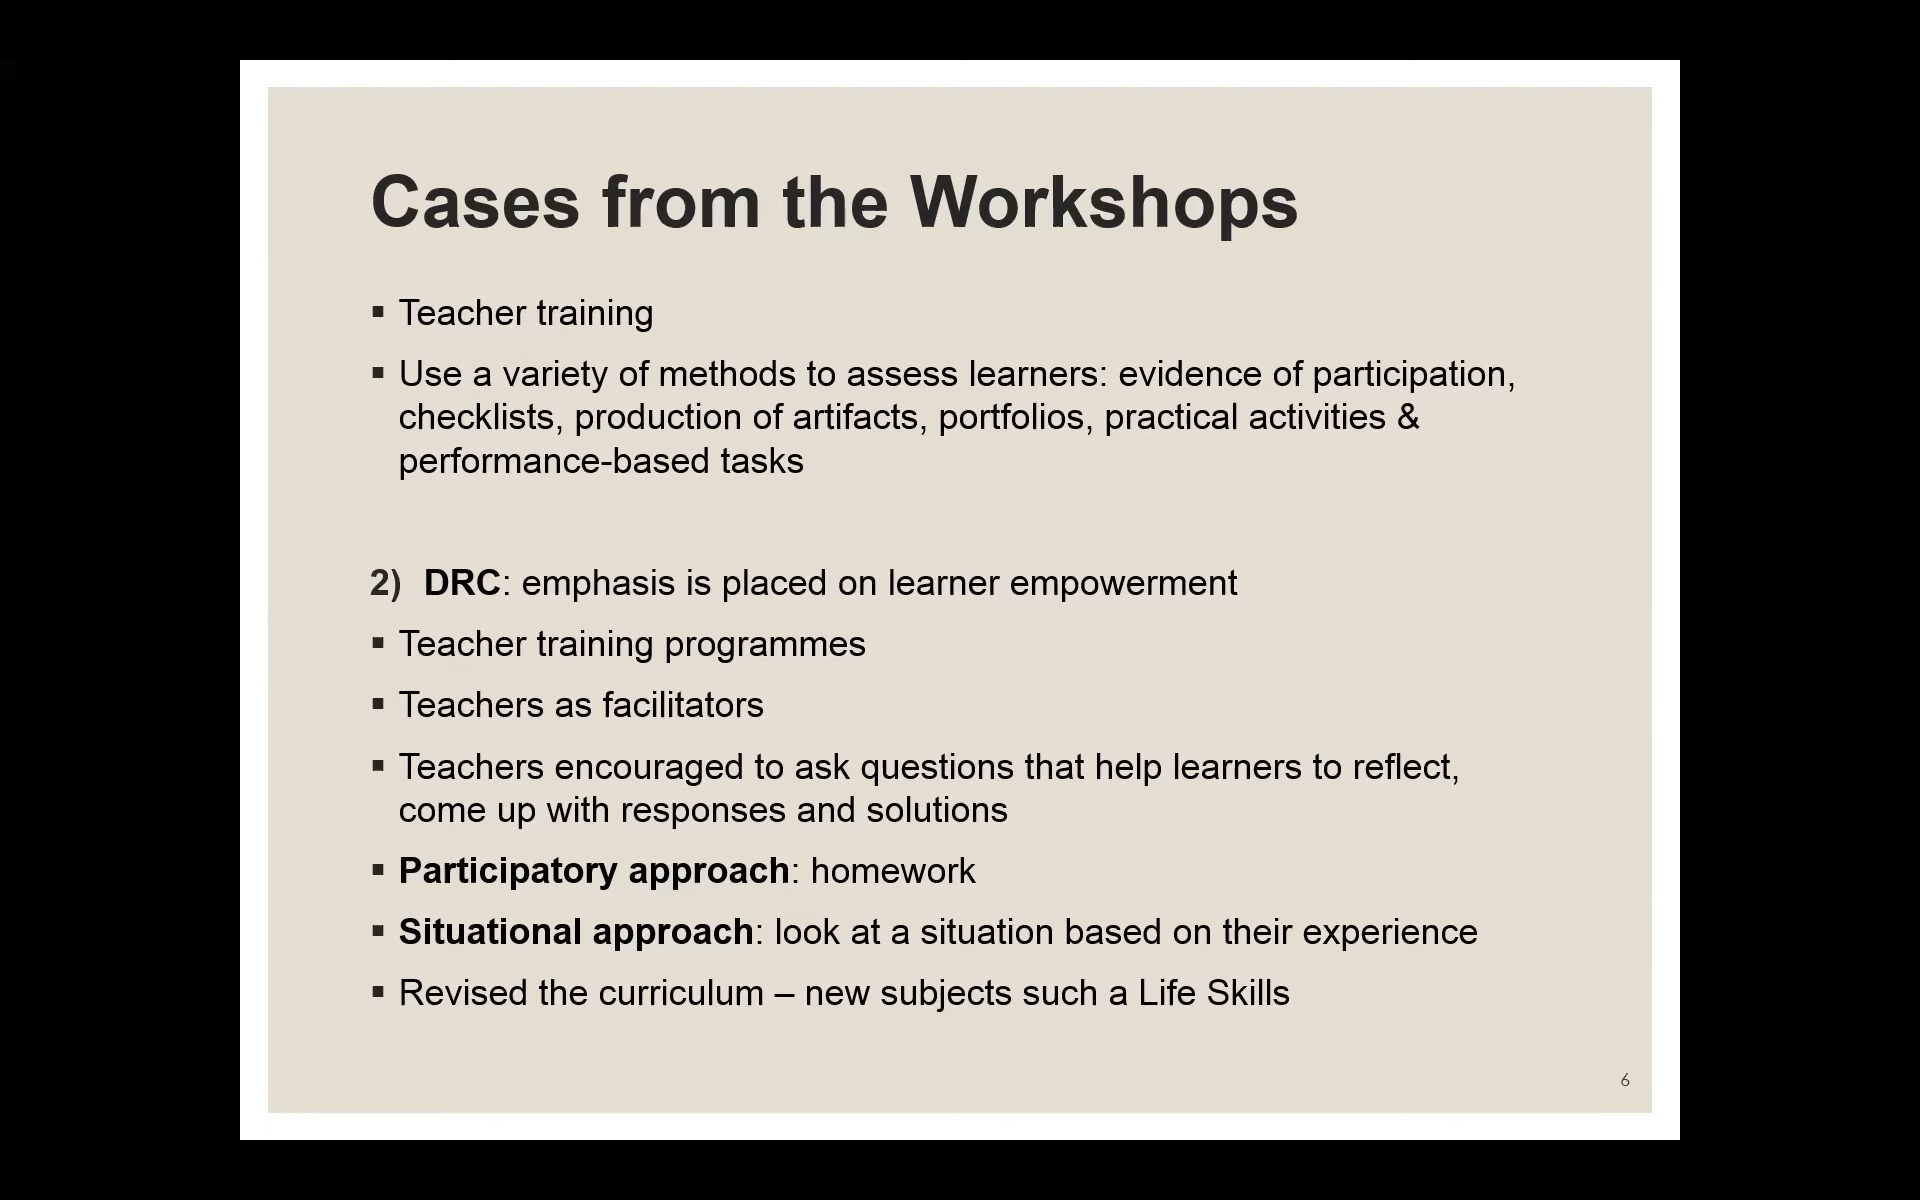 Cases from the Workshops
▪ Teacher training
▪ Use a variety of methods to assess learners: evidence of participation,
checklists, production of artifacts, portfolios, practical activities &
performance-based tasks
2) DRC: emphasis is placed on learner empowerment
▪ Teacher training programmes
▪ Teachers as facilitators
▪ Teachers encouraged to ask questions that help learners to reflect,
come up with responses and solutions
▪ Participatory approach: homework
▪ Situational approach: look at a situation based on their experience
▪ Revised the curriculum – new subjects such a Life Skills
6